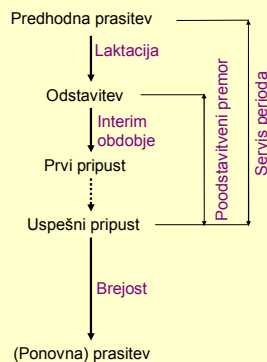 Predhodna prasitev
Laktacija
Odstavitev
Interim
obdobje
Prvi pripust
Uspešni pripust
Brejost
(Ponovna) prasitev
Poodstavitveni premor
Servis perioda